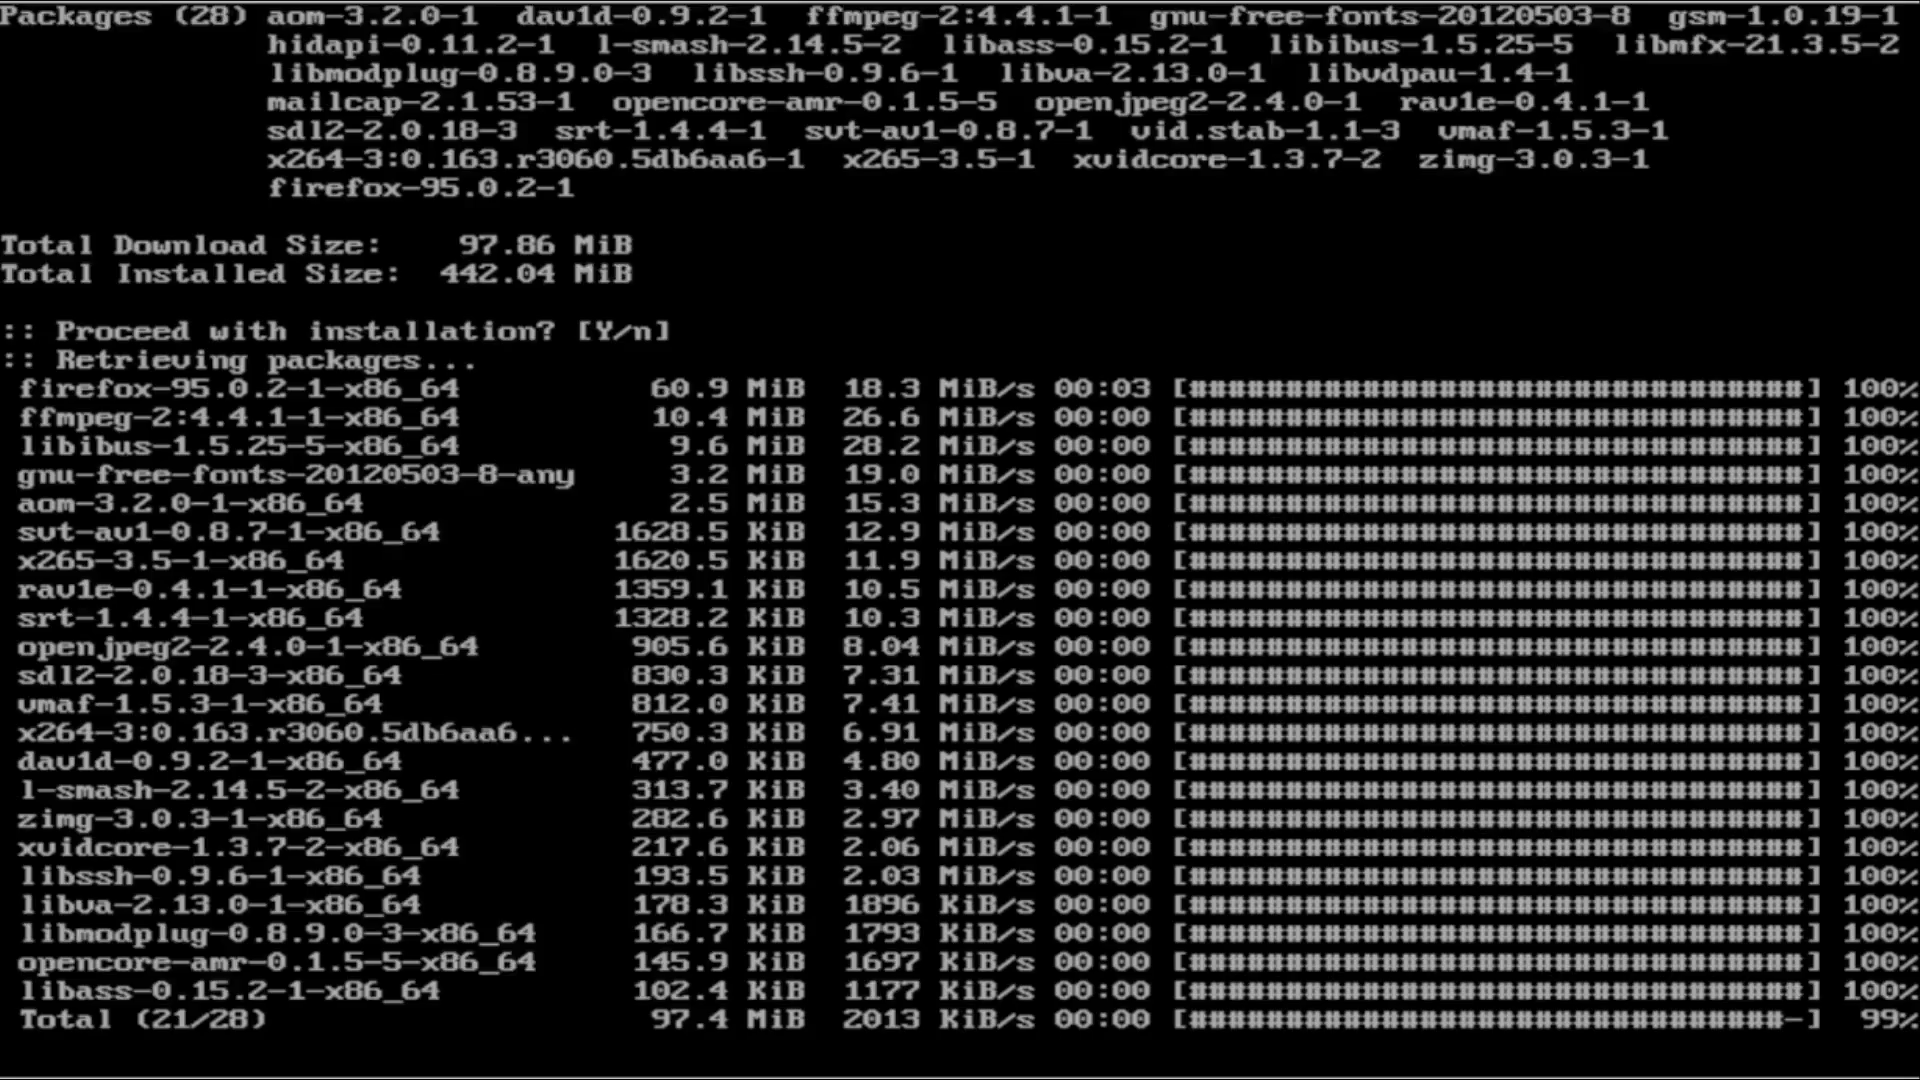 Packages (28) aom-3.2.0-1  dav1d-0.9.2-1  ffmpeg-2:4.4.1-1  gnu-free-fonts-20120503-8  gsm-1.0.19-1
hidapi-0.11.2-1  l-smash-2.14.5-2  libass-0.15.2-1  libibus-1.5.25-5  libmfx-21.3.5-2
libmodplug-0.8.9.0-3  libssh-0.9.6-1  libva-2.13.0-1  libvdpau-1.4-1
mailcap-2.1.53-1  opencore-amr-0.1.5-5  openjpeg2-2.4.0-1  rav1e-0.4.1-1
sdl2-2.0.18-3  srt-1.4.4-1  svt-av1-0.8.7-1  vid.stab-1.1-3  vmaf-1.5.3-1
x264-3:0.163.r3060.5db6aa6-1  x265-3.5-1  xvidcore-1.3.7-2  zimg-3.0.3-1
firefox-95.0.2-1
Total Download Size:    97.86 MiB
Total Installed Size:  442.04 MiB
:: Proceed with installation? [Y/n]
:: Retrieving packages...
firefox-95.0.2-1-x86_64 60.9 MiB 18.3 MiB/s 00:03 [################################] 100%
ffmpeg-2:4.4.1-1-x86_64 10.4 MiB 26.6 MiB/s 00:00 [################################] 100%
libibus-1.5.25-5-x86_64 9.6 MiB 28.2 MiB/s 00:00 [################################] 100%
gnu-free-fonts-20120503-8-any 3.2 MiB 19.0 MiB/s 00:00 [################################] 100%
aom-3.2.0-1-x86_64 2.5 MiB 15.3 MiB/s 00:00 [################################] 100%
svt-av1-0.8.7-1-x86_64 1628.5 KiB 12.9 MiB/s 00:00 [################################] 100%
x265-3.5-1-x86_64 1620.5 KiB 11.9 MiB/s 00:00 [################################] 100%
rav1e-0.4.1-1-x86_64 1359.1 KiB 10.5 MiB/s 00:00 [################################] 100%
srt-1.4.4-1-x86_64 1328.2 KiB 10.3 MiB/s 00:00 [################################] 100%
openjpeg2-2.4.0-1-x86_64 905.6 KiB 8.04 MiB/s 00:00 [################################] 100%
sdl2-2.0.18-3-x86_64 830.3 KiB 7.31 MiB/s 00:00 [################################] 100%
vmaf-1.5.3-1-x86_64 812.0 KiB 7.41 MiB/s 00:00 [################################] 100%
x264-3:0.163.r3060.5db6aa6... 750.3 KiB 6.91 MiB/s 00:00 [################################] 100%
dav1d-0.9.2-1-x86_64 477.0 KiB 4.80 MiB/s 00:00 [################################] 100%
l-smash-2.14.5-2-x86_64 313.7 KiB 3.40 MiB/s 00:00 [################################] 100%
zimg-3.0.3-1-x86_64 282.6 KiB 2.97 MiB/s 00:00 [################################] 100%
xvidcore-1.3.7-2-x86_64 217.6 KiB 2.06 MiB/s 00:00 [################################] 100%
libssh-0.9.6-1-x86_64 193.5 KiB 2.03 MiB/s 00:00 [################################] 100%
libva-2.13.0-1-x86_64 178.3 KiB 1896 KiB/s 00:00 [################################] 100%
libmodplug-0.8.9.0-3-x86_64 166.7 KiB 1793 KiB/s 00:00 [################################] 100%
opencore-amr-0.1.5-5-x86_64 145.9 KiB 1697 KiB/s 00:00 [################################] 100%
libass-0.15.2-1-x86_64 102.4 KiB 1177 KiB/s 00:00 [################################] 100%
Total (21/28) 97.4 MiB 2013 KiB/s 00:00 [###############################-] 99%